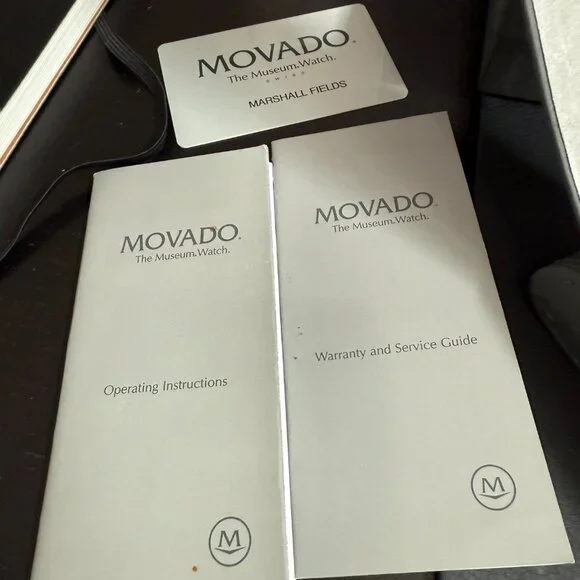 MOVADO.
The Museum.Watch.
SWISS
MARSHALL FIELDS
MOVADO.
The Museum.Watch.
Operating Instructions
M
MOVADO.
The Museum.Watch.
Warranty and Service Guide
M